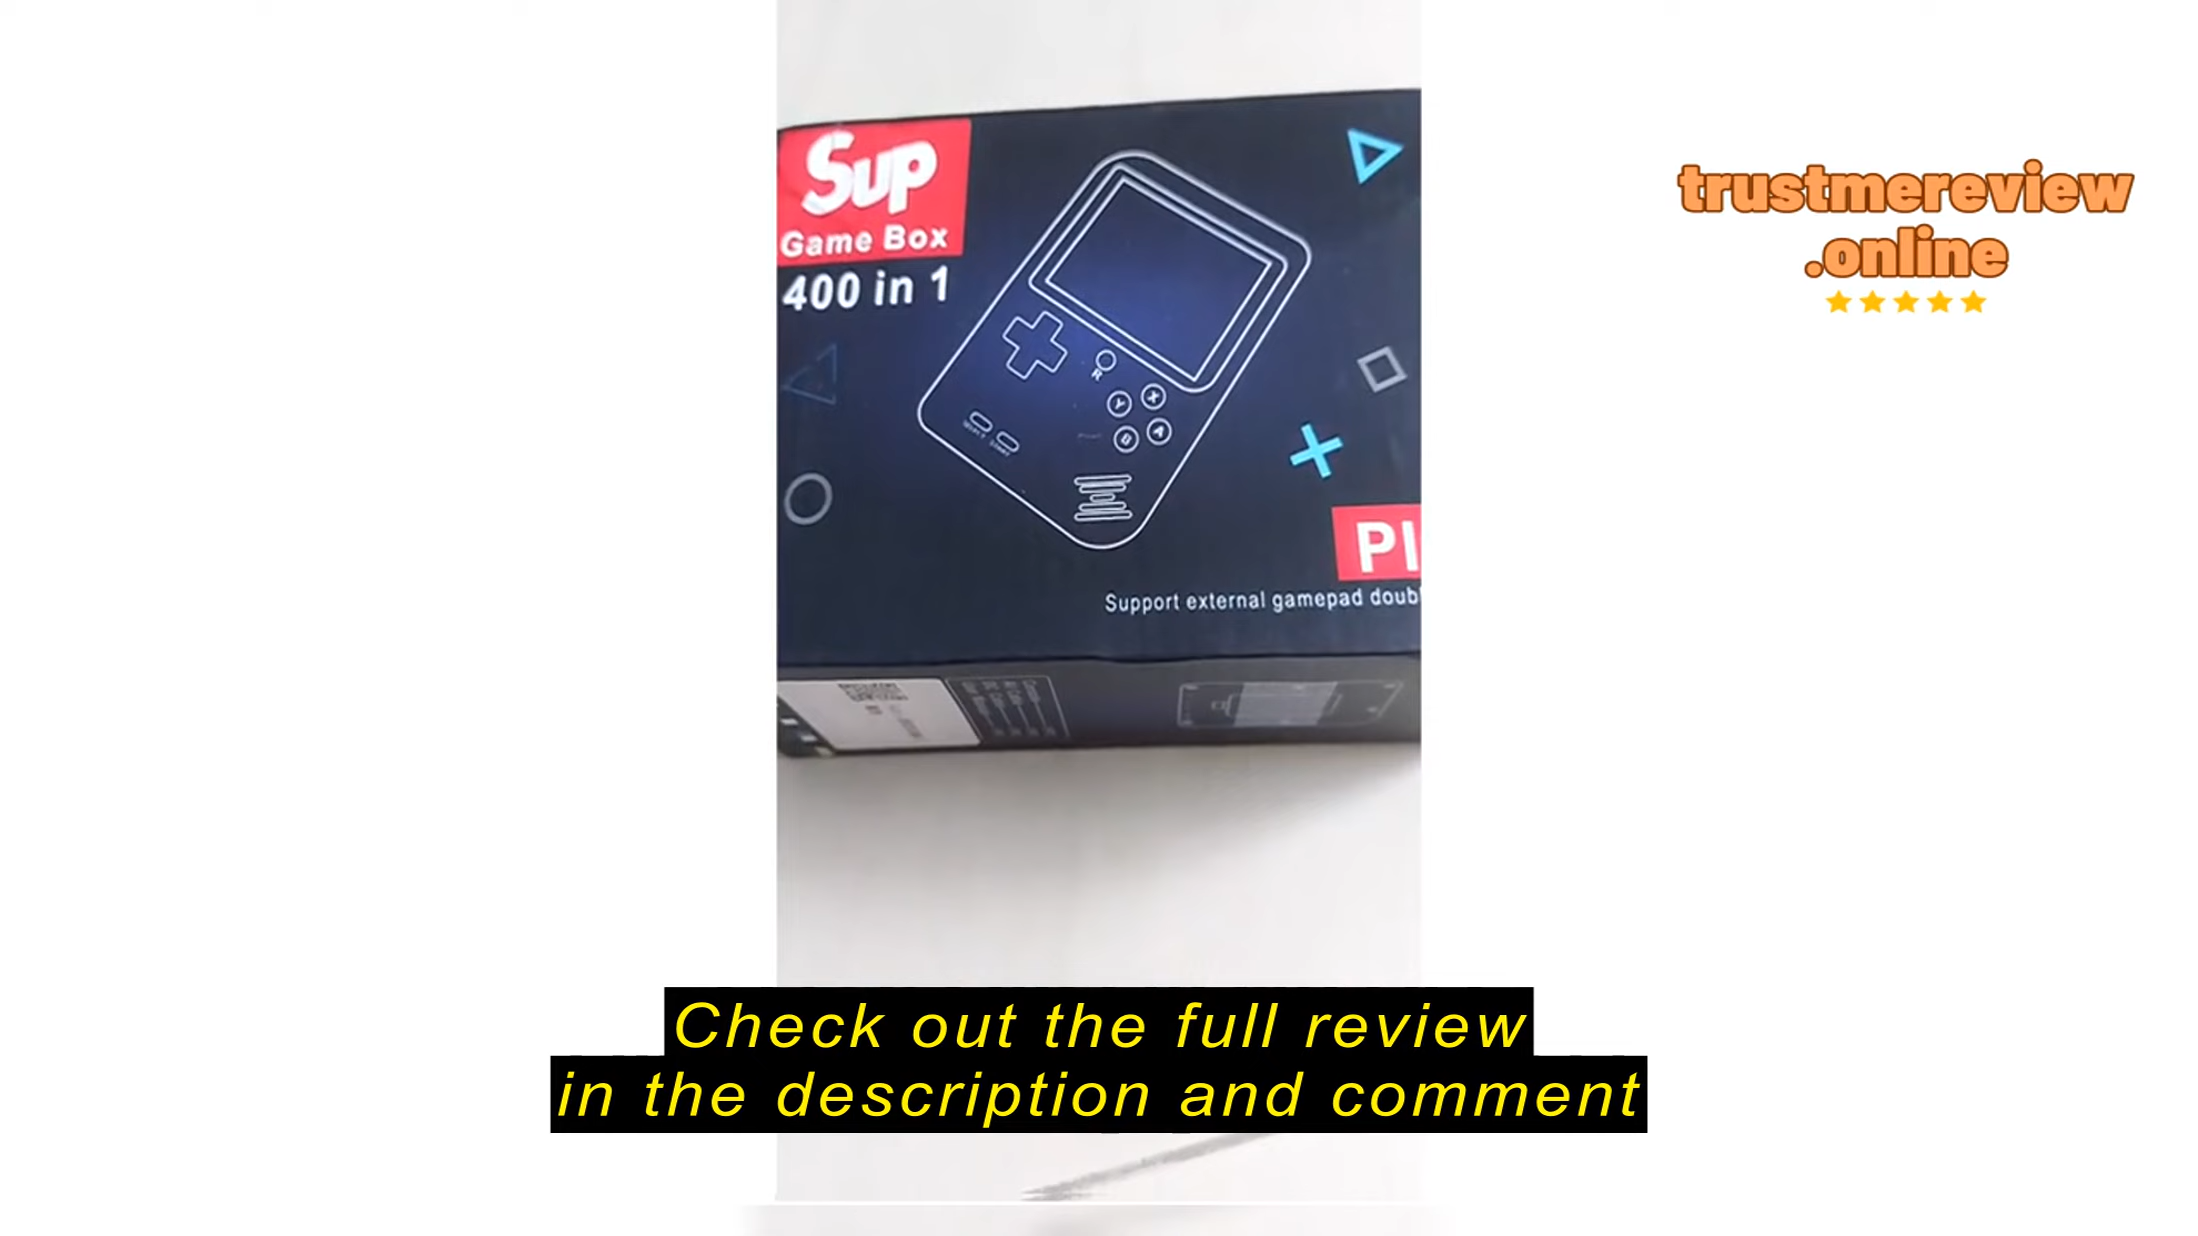 Sup
Game Box
400 in 1
trustmereview
.online
R
Y
X
B
A
PI
Support external gamepad doubl
Check out the full review
in the description and comment